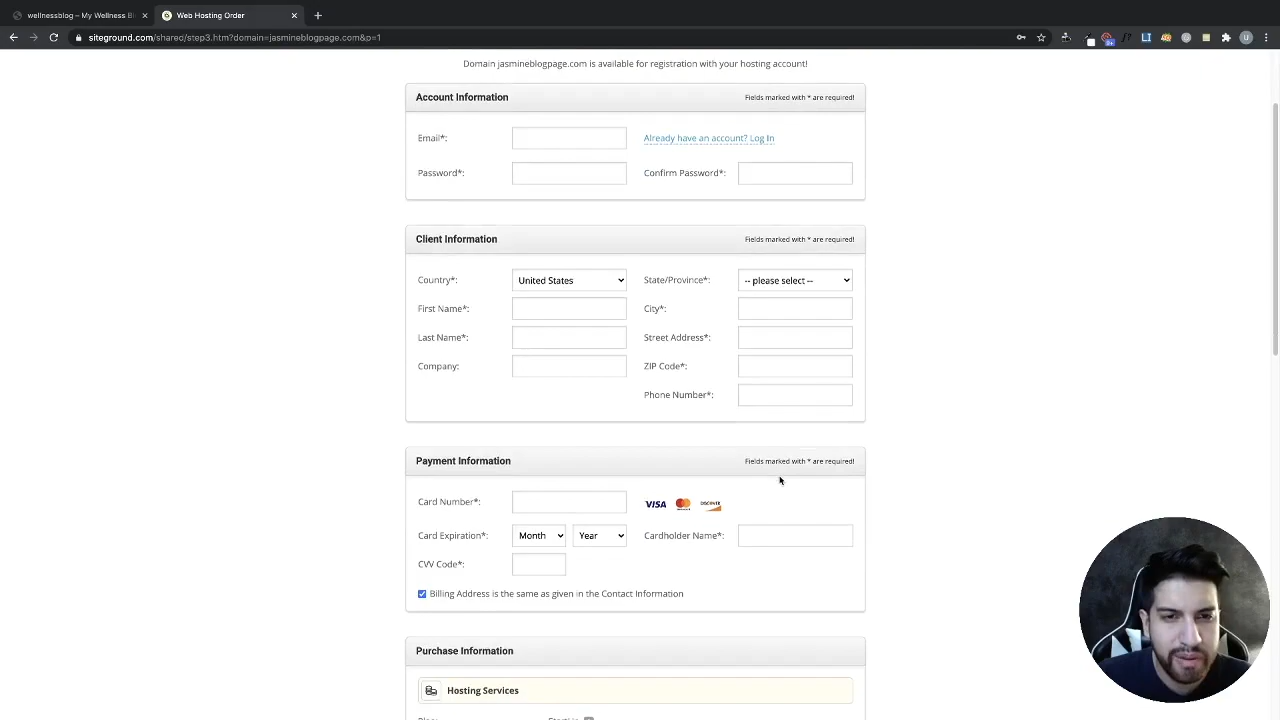 wellnessblog – My Wellness Bl
Web Hosting Order
siteground.com/shared/step3.htm?domain=jasmineblogpage.com&p=1
Domain jasmineblogpage.com is available for registration with your hosting account!
Account Information Fields marked with * are required!
Email*: Already have an account? Log In
Password*: Confirm Password*:
Client Information Fields marked with * are required!
Country*: United States State/Province*: -- please select --
First Name*: City*:
Last Name*: Street Address*:
Company: ZIP Code*:
Phone Number*:
Payment Information Fields marked with * are required!
Card Number*: VISA DISCOVER
Card Expiration*: Month Year Cardholder Name*:
CVV Code*:
Billing Address is the same as given in the Contact Information
Purchase Information
Hosting Services